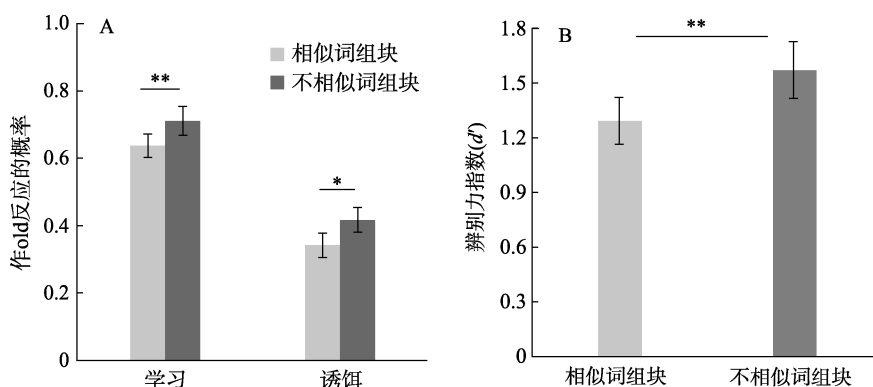 A
1.0
0.8
0.6
0.4
0.2
0
作old反应的概率
相似词组块
不相似词组块
**
*
学习
诱饵
B
1.8
1.5
1.2
0.9
0.6
0.3
0
辨别力指数(d′)
**
相似词组块
不相似词组块